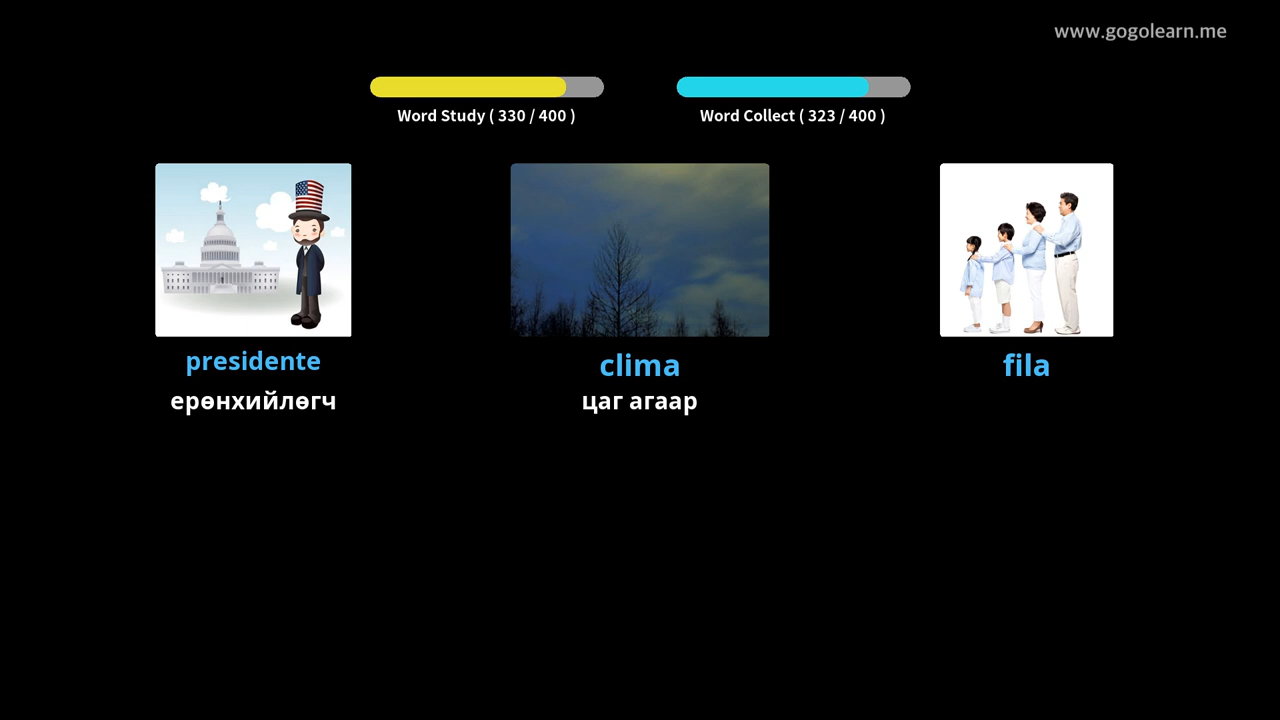 www.gogolearn.me
Word Study ( 330 / 400 )
Word Collect ( 323 / 400 )
presidente
clima
fila
ерөнхийлөгч
цаг агаар